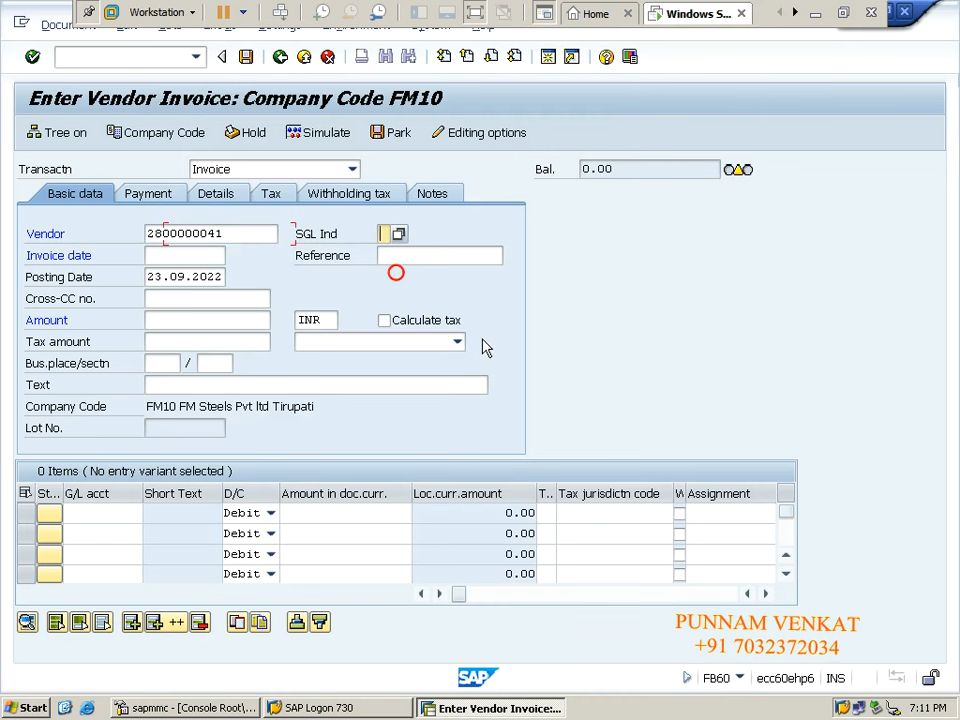 Workstation
Home
Windows S...
Document
System
Enter Vendor Invoice: Company Code FM10
Tree on
Company Code
Hold
Simulate
Park
Editing options
Transactn
Invoice
Bal.
0.00
Basic data
Payment
Details
Tax
Withholding tax
Notes
Vendor
2800000041
SGL Ind
Invoice date
Reference
Posting Date
23.09.2022
Cross-CC no.
Amount
INR
Calculate tax
Tax amount
Bus.place/sectn
/
Text
Company Code
FM10 FM Steels Pvt ltd Tirupati
Lot No.
0 Items ( No entry variant selected )
St... G/L acct Short Text D/C Amount in doc.curr. Loc.curr.amount T.. Tax jurisdictn code W Assignment
Debit 0.00
Debit 0.00
Debit 0.00
Debit 0.00
PUNNAM VENKAT
+91 7032372034
SAP
FB60
ecc60ehp6
INS
Start
sapmmc - [Console Root\...
SAP Logon 730
Enter Vendor Invoice:...
7:11 PM